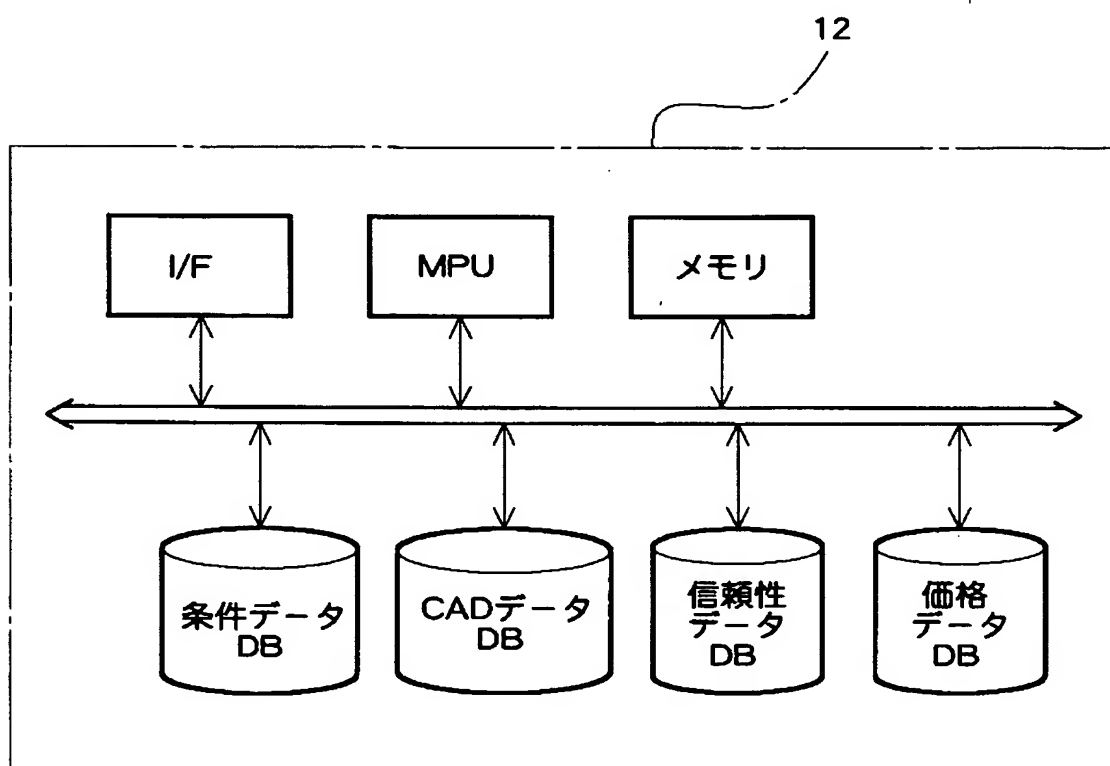 12
I/F
MPU
メモリ
条件データ
DB
CADデータ
DB
信頼性
データ
DB
価格
データ
DB